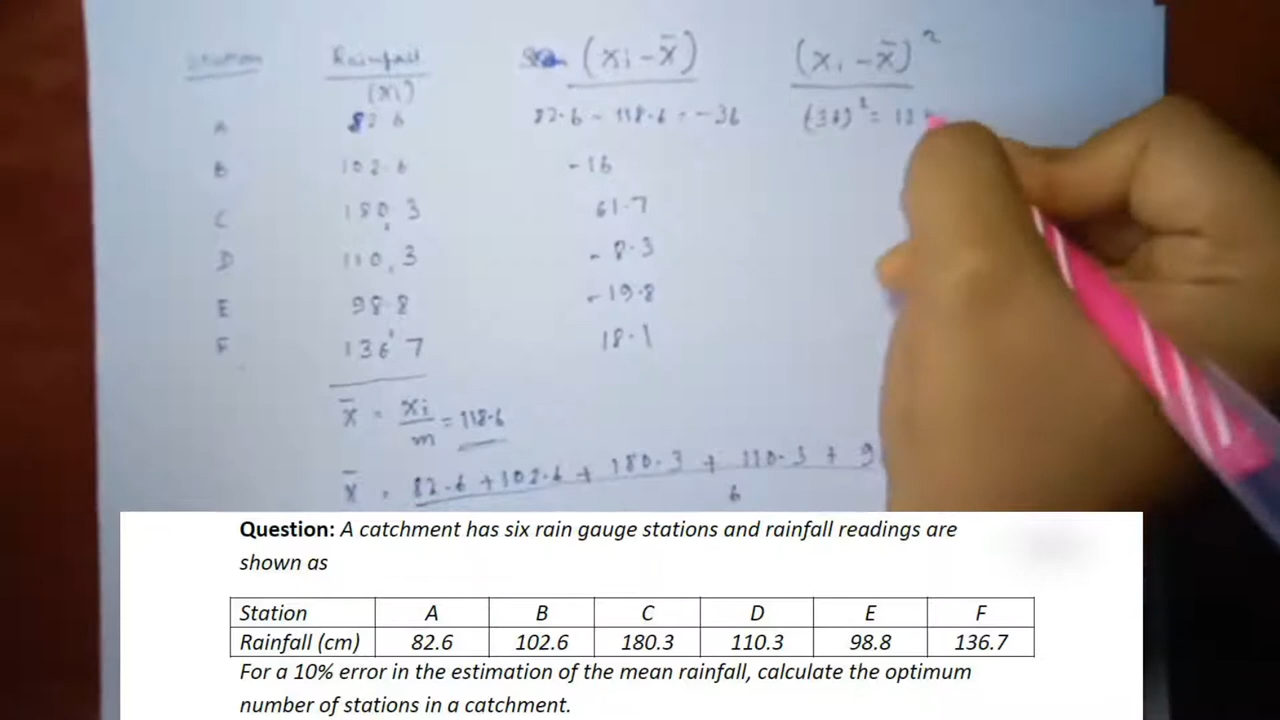 Station Rainfall (xi - x̄) (xi - x̄)²
(xi)
A 82.6 82.6 - 118.6 = -36 (36)² = 12
B 102.6 -16
C 180.3 61.7
D 110.3 -8.3
E 98.8 -19.8
F 136.7 18.1
x̄ = xi/m = 118.6
x̄ = 82.6 + 102.6 + 180.3 + 110.3 + 9
6
Question: A catchment has six rain gauge stations and rainfall readings are
shown as
Station A B C D E F
Rainfall (cm) 82.6 102.6 180.3 110.3 98.8 136.7
For a 10% error in the estimation of the mean rainfall, calculate the optimum
number of stations in a catchment.